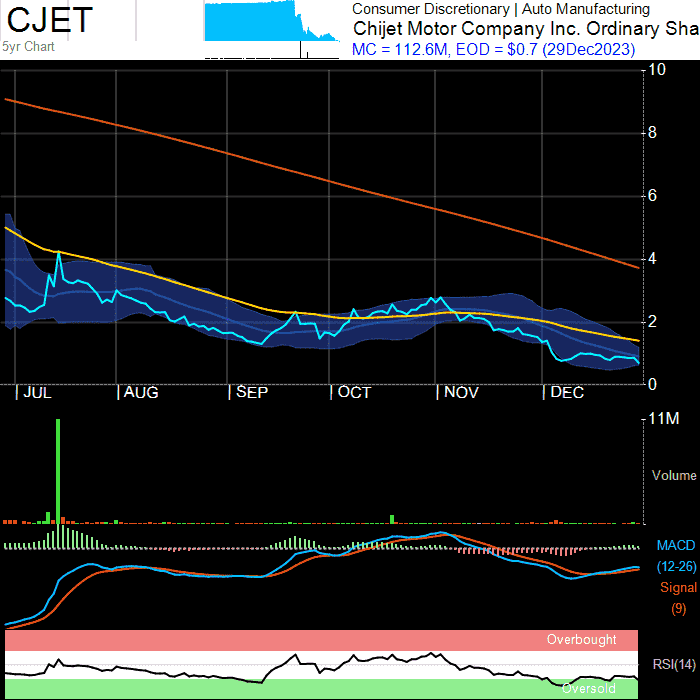 CJET
5yr Chart
Consumer Discretionary | Auto Manufacturing
Chijet Motor Company Inc. Ordinary Sha
MC = 112.6M, EOD = $0.7 (29Dec2023)
10
8
6
4
2
0
JUL AUG SEP OCT NOV DEC
11M
Volume
MACD
(12-26)
Signal
(9)
Overbought
RSI(14)
Oversold